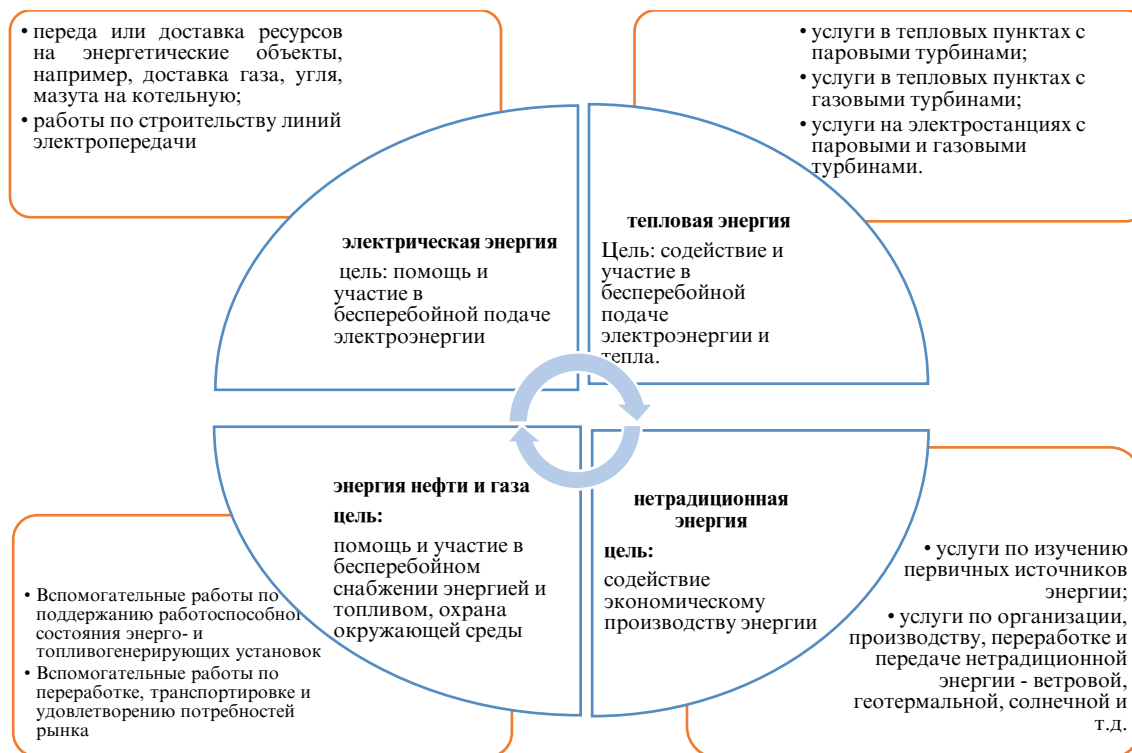 • переда или доставка ресурсов
на энергетические объекты,
например, доставка газа, угля,
мазута на котельную;
• работы по строительству линий
электропередачи
• услуги в тепловых пунктах с
паровыми турбинами;
• услуги в тепловых пунктах с
газовыми турбинами;
• услуги на электростанциях с
паровыми и газовыми
турбинами.
электрическая энергия
цель: помощь и
участие в
бесперебойной подаче
электроэнергии
тепловая энергия
Цель: содействие и
участие в
бесперебойной
подаче
электроэнергии и
тепла.
энергия нефти и газа
цель:
помощь и участие в
бесперебойном
снабжении энергией и
топливом, охрана
окружающей среды
нетрадиционная
энергия
цель:
содействие
экономическому
производству энергии
• Вспомогательные работы по
поддержанию работоспособног
состояния энерго- и
топливогенерирующих установок
• Вспомогательные работы по
переработке, транспортировке и
удовлетворению потребностей
рынка
• услуги по изучению
первичных источников
энергии;
• услуги по организации,
производству, переработке и
передаче нетрадиционной
энергии - ветровой,
геотермальной, солнечной и
т.д.